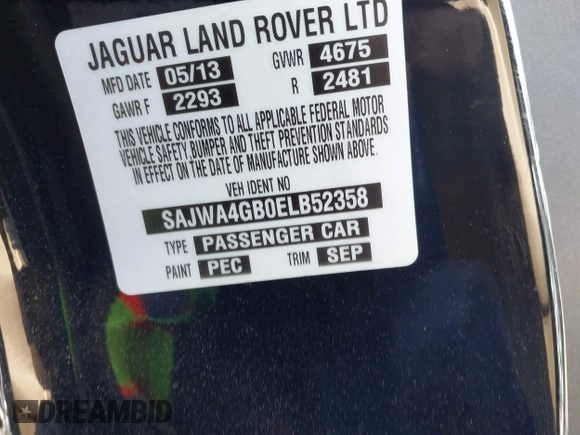 JAGUAR LAND ROVER LTD
MFD DATE 05/13 GVWR 4675
GAWR F 2293 R 2481
THIS VEHICLE CONFORMS TO ALL APPLICABLE FEDERAL MOTOR
VEHICLE SAFETY, BUMPER AND THEFT PREVENTION STANDARDS
IN EFFECT ON THE DATE OF MANUFACTURE SHOWN ABOVE.
VEH IDENT NO
SAJWA4GB0ELB52358
TYPE PASSENGER CAR
PAINT PEC TRIM SEP
DREAMBID